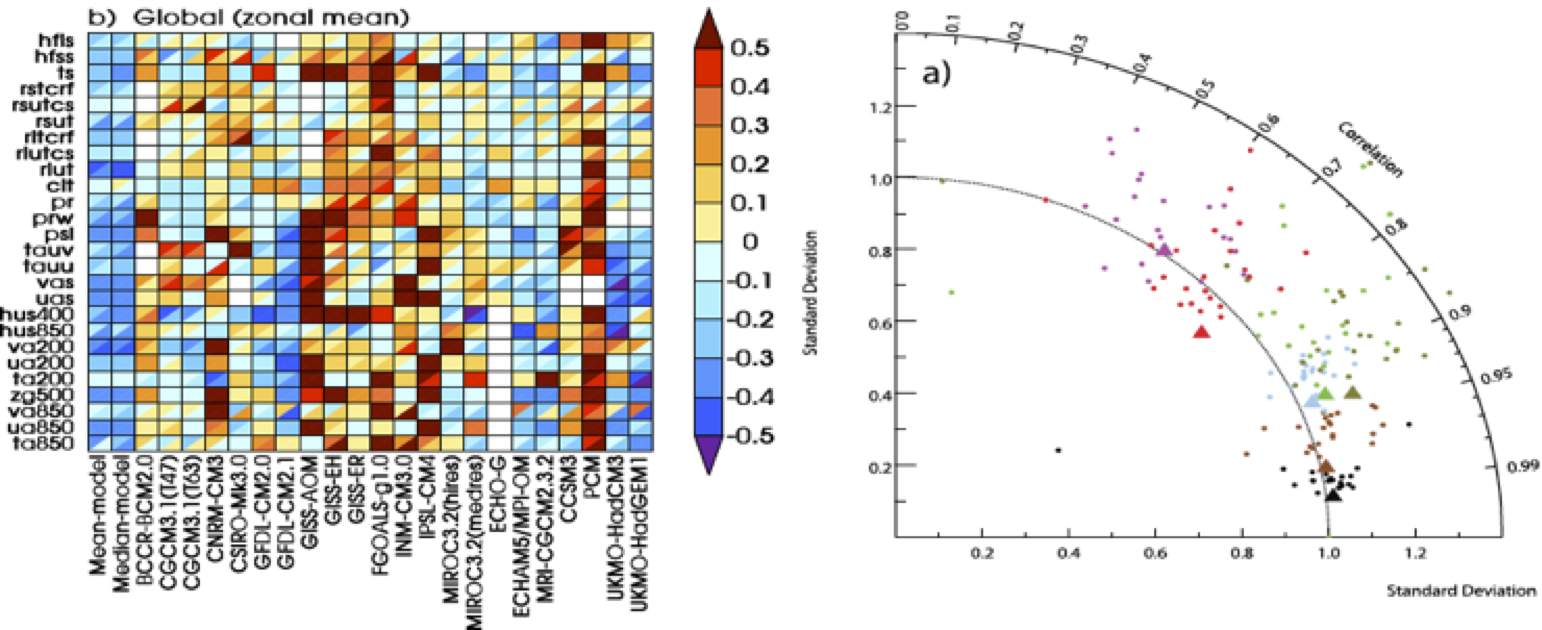 b) Global (zonal mean)
hfls
hfss
ts
rstcrf
rsutcs
rsut
rltcrf
rlutcs
rlut
clt
pr
prw
psl
tauv
tauu
vas
uas
hus400
hus850
va200
ua200
ta200
zg500
va850
ua850
ta850
Mean-model
Median-model
BCCR-BCM2.0
CGCM3.1(T47)
CGCM3.1(T63)
CNRM-CM3
CSIRO-Mk3.0
GFDL-CM2.0
GFDL-CM2.1
GISS-AOM
GISS-EH
GISS-ER
FGOALS-g1.0
INM-CM3.0
IPSL-CM4
MIROC3.2(hires)
MIROC3.2(medres)
ECHO-G
ECHAM5/MPI-OM
MRI-CGCM2.3.2
CCSM3
PCM
UKMO-HadCM3
UKMO-HadGEM1
0.5
0.4
0.3
0.2
0.1
0
-0.1
-0.2
-0.3
-0.4
-0.5
a)
0.0
0.1
0.2
0.3
0.4
0.5
0.6
0.7
0.8
0.9
0.95
0.99
Correlation
Standard Deviation
1.2
1.0
0.8
0.6
0.4
0.2
0.2
0.4
0.6
0.8
1.0
1.2
Standard Deviation